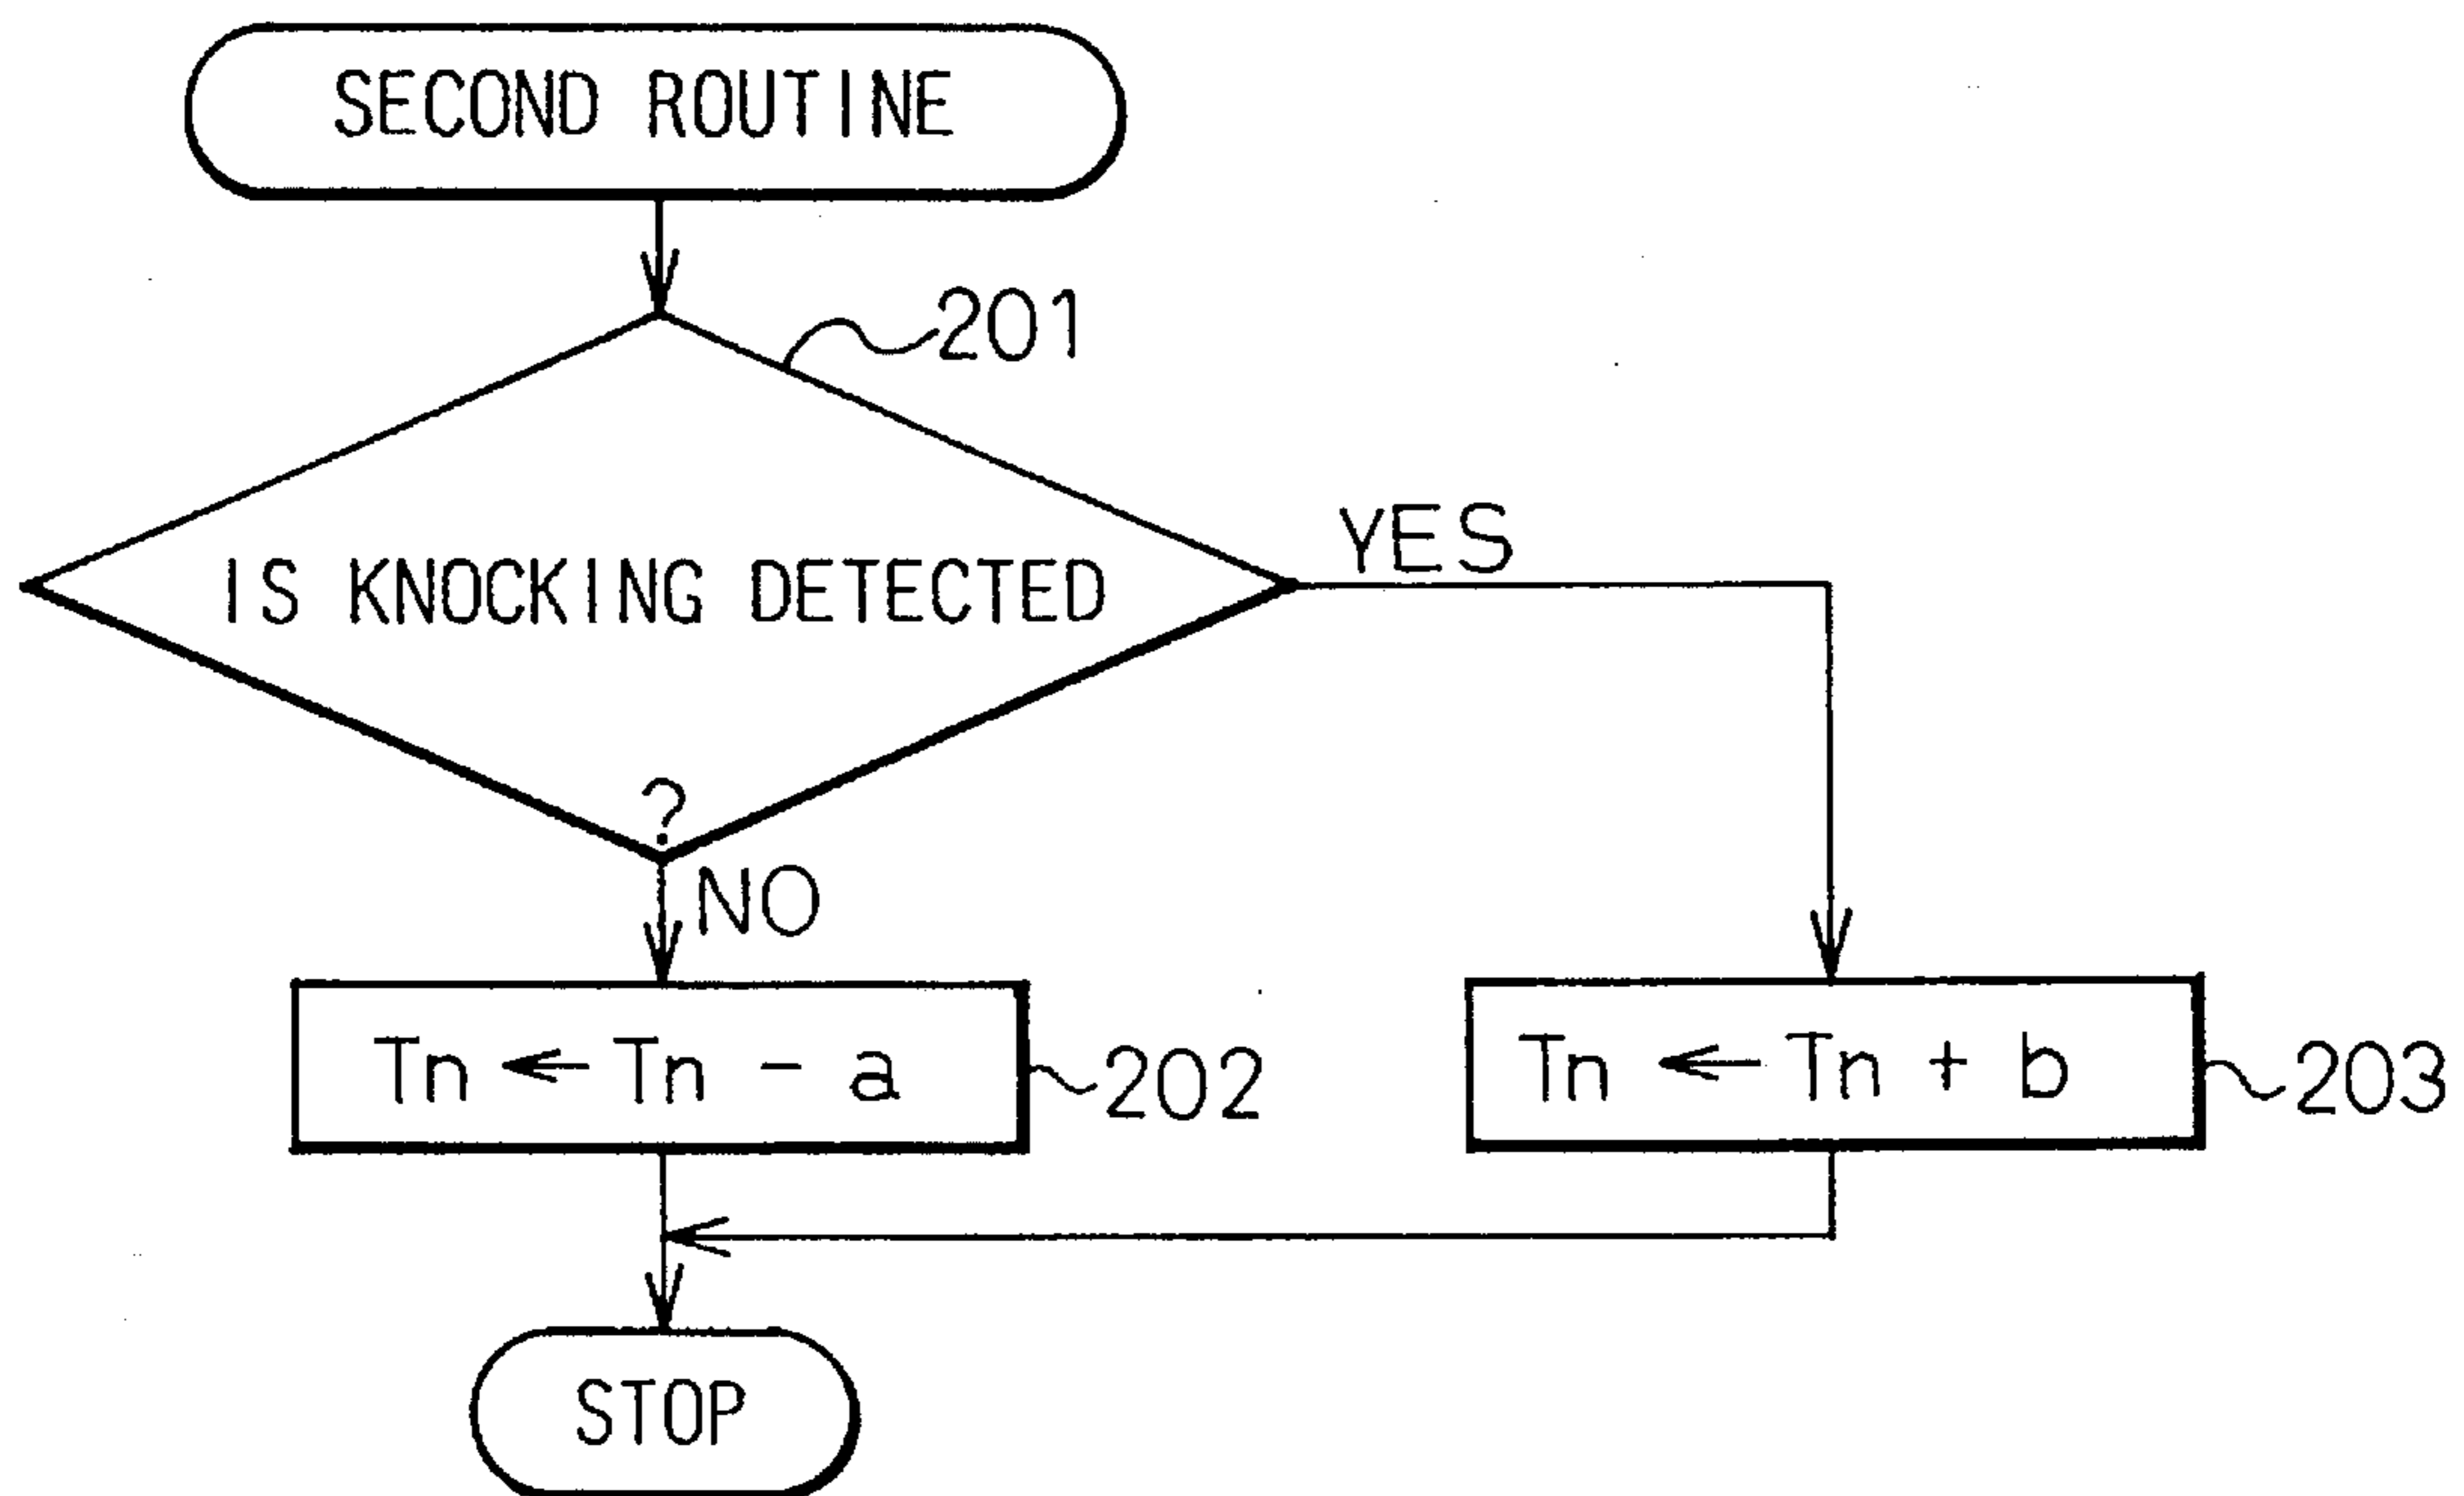 SECOND ROUTINE
201
IS KNOCKING DETECTED
YES
?
NO
Tn ← Tn - a
202
Tn ← Tn + b
203
STOP